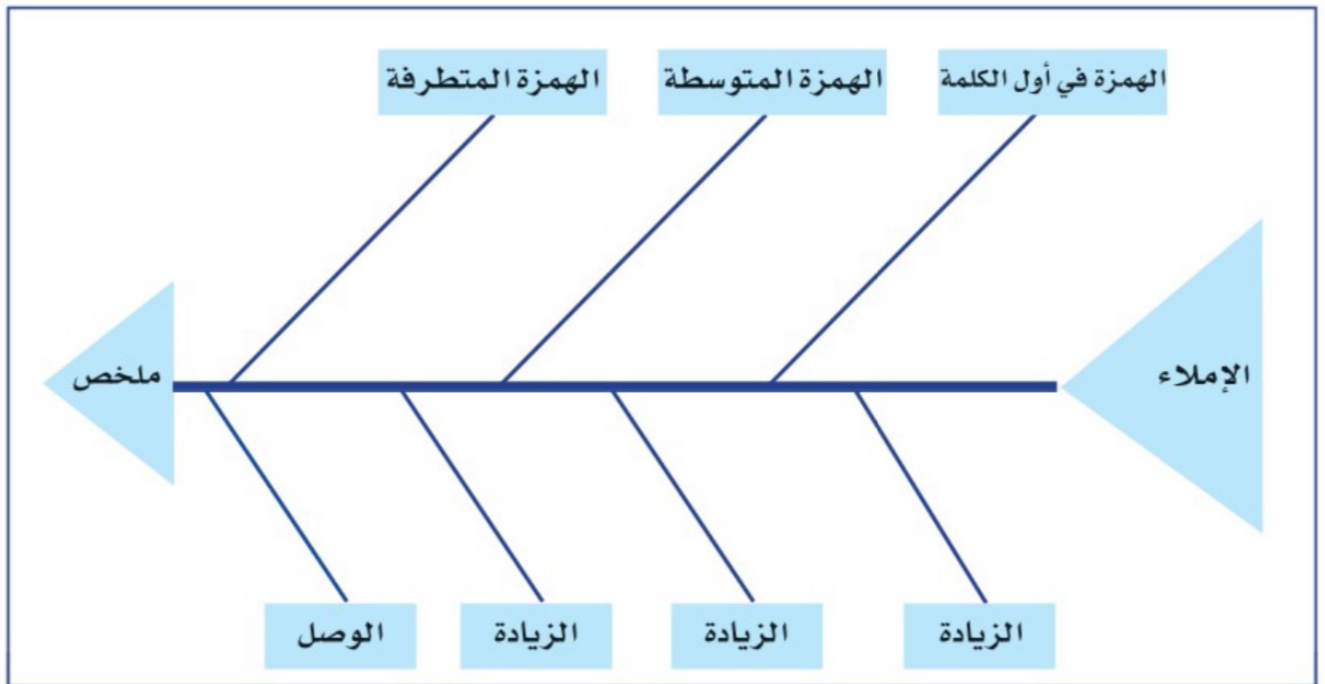 الهمزة في أول الكلمة
الهمزة المتوسطة
الهمزة المتطرفة
الإملاء
ملخص
الزيادة
الزيادة
الزيادة
الوصل